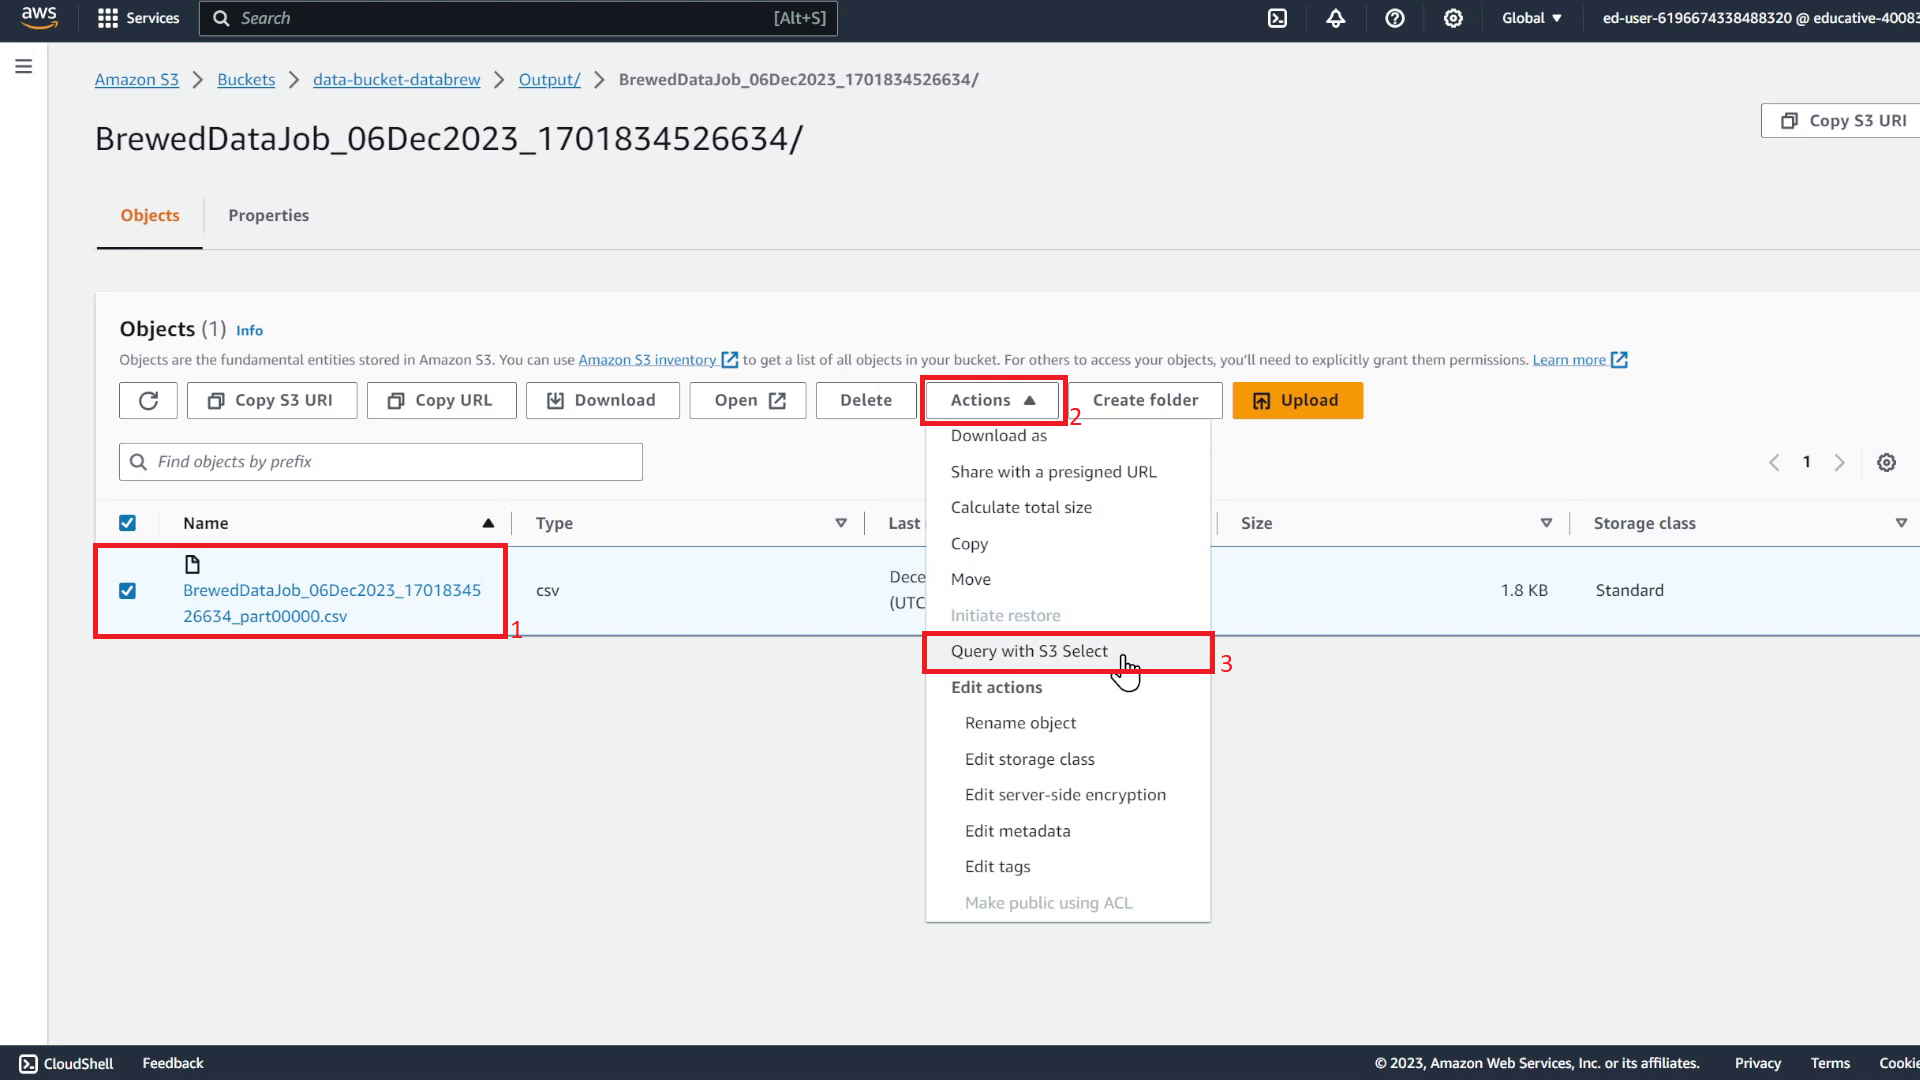 aws
Services
Search
[Alt+S]
Global
ed-user-6196674338488320 @ educative-40083
Amazon S3
Buckets
data-bucket-databrew
Output/
BrewedDataJob_06Dec2023_1701834526634/
BrewedDataJob_06Dec2023_1701834526634/
Copy S3 URI
Objects
Properties
Objects (1) Info
Objects are the fundamental entities stored in Amazon S3. You can use Amazon S3 inventory to get a list of all objects in your bucket. For others to access your objects, you'll need to explicitly grant them permissions. Learn more
Copy S3 URI
Copy URL
Download
Open
Delete
Actions
2
Create folder
Upload
Find objects by prefix
1
Name
Type
Last
Size
Storage class
BrewedDataJob_06Dec2023_17018345
26634_part00000.csv
1
csv
Dece
(UTC
1.8 KB
Standard
Download as
Share with a presigned URL
Calculate total size
Copy
Move
Initiate restore
Query with S3 Select
3
Edit actions
Rename object
Edit storage class
Edit server-side encryption
Edit metadata
Edit tags
Make public using ACL
CloudShell
Feedback
© 2023, Amazon Web Services, Inc. or its affiliates.
Privacy
Terms
Cookie